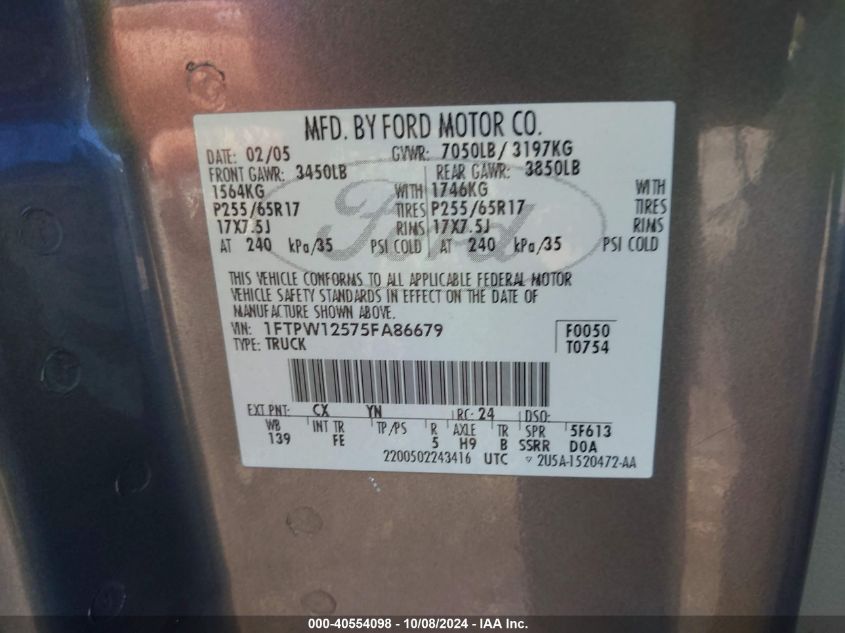 MFD. BY FORD MOTOR CO.
DATE: 02/05 GVWR: 7050LB / 3197KG
FRONT GAWR: 3450LB REAR GAWR: 3850LB
1564KG WITH 1746KG WITH
P255/65R17 TIRES P255/65R17 TIRES
17X7.5J RIMS 17X7.5J RIMS
AT 240 kPa/35 PSI COLD AT 240 kPa/35 PSI COLD
Ford
THIS VEHICLE CONFORMS TO ALL APPLICABLE FEDERAL MOTOR
VEHICLE SAFETY STANDARDS IN EFFECT ON THE DATE OF
MANUFACTURE SHOWN ABOVE.
VIN: 1FTPW12575FA86679 F0050
TYPE: TRUCK T0754
EXT PNT: CX YN RC: 24 DSO:
WB INT TR TP/PS R AXLE TR SPR 5F613
139 FE 5 H9 B SSRR D0A
2200502243416 UTC 2U5A-1520472-AA
000-40554098 - 10/08/2024 - IAA Inc.